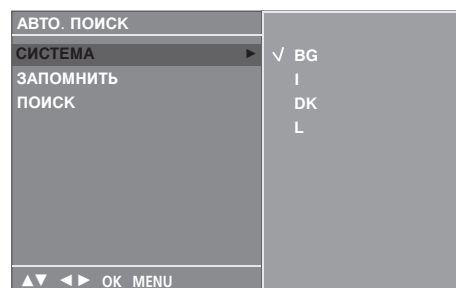 АВТО. ПОИСК
СИСТЕМА ►
ЗАПОМНИТЬ
ПОИСК
√ BG
I
DK
L
▲▼ ◄► OK MENU